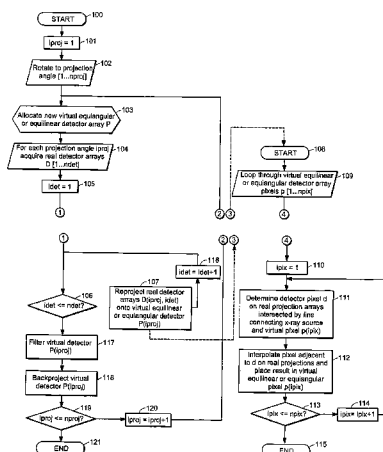 START
100
Iproj = 1
101
102
Rotate to projection
angle [1...nproj]
103
Allocate new virtual equiangular
or equilinear detector array P
104
For each projection angle iproj
acquire real detector arrays
D [1...ndet]
Idet = 1
105
1
2
3
4
START
108
109
Loop through virtual equilinear
or equiangular detector array
pixels p [1...npix]
1
2
3
4
116
idet = idet+1
107
Reproject real detector
arrays D(iproj, idet)
onto virtual equilinear
or equiangular detector
P(iproj)
idet <= ndet?
106
Filter virtual detector
P(iproj)
117
Backproject virtual
detector P(iproj)
118
iproj <= nproj?
119
120
iproj = iproj+1
END
121
ipix = 1
110
Determine detector pixel d
on real projection arrays
intersected by line
connecting x-ray source
and virtual pixel p(ipix)
111
Interpolate pixel adjacent
to d on real projections and
place result in virtual
equilinear or equiangular
pixel p(ipix)
112
ipix <= npix?
113
114
ipix= ipix+1
END
115